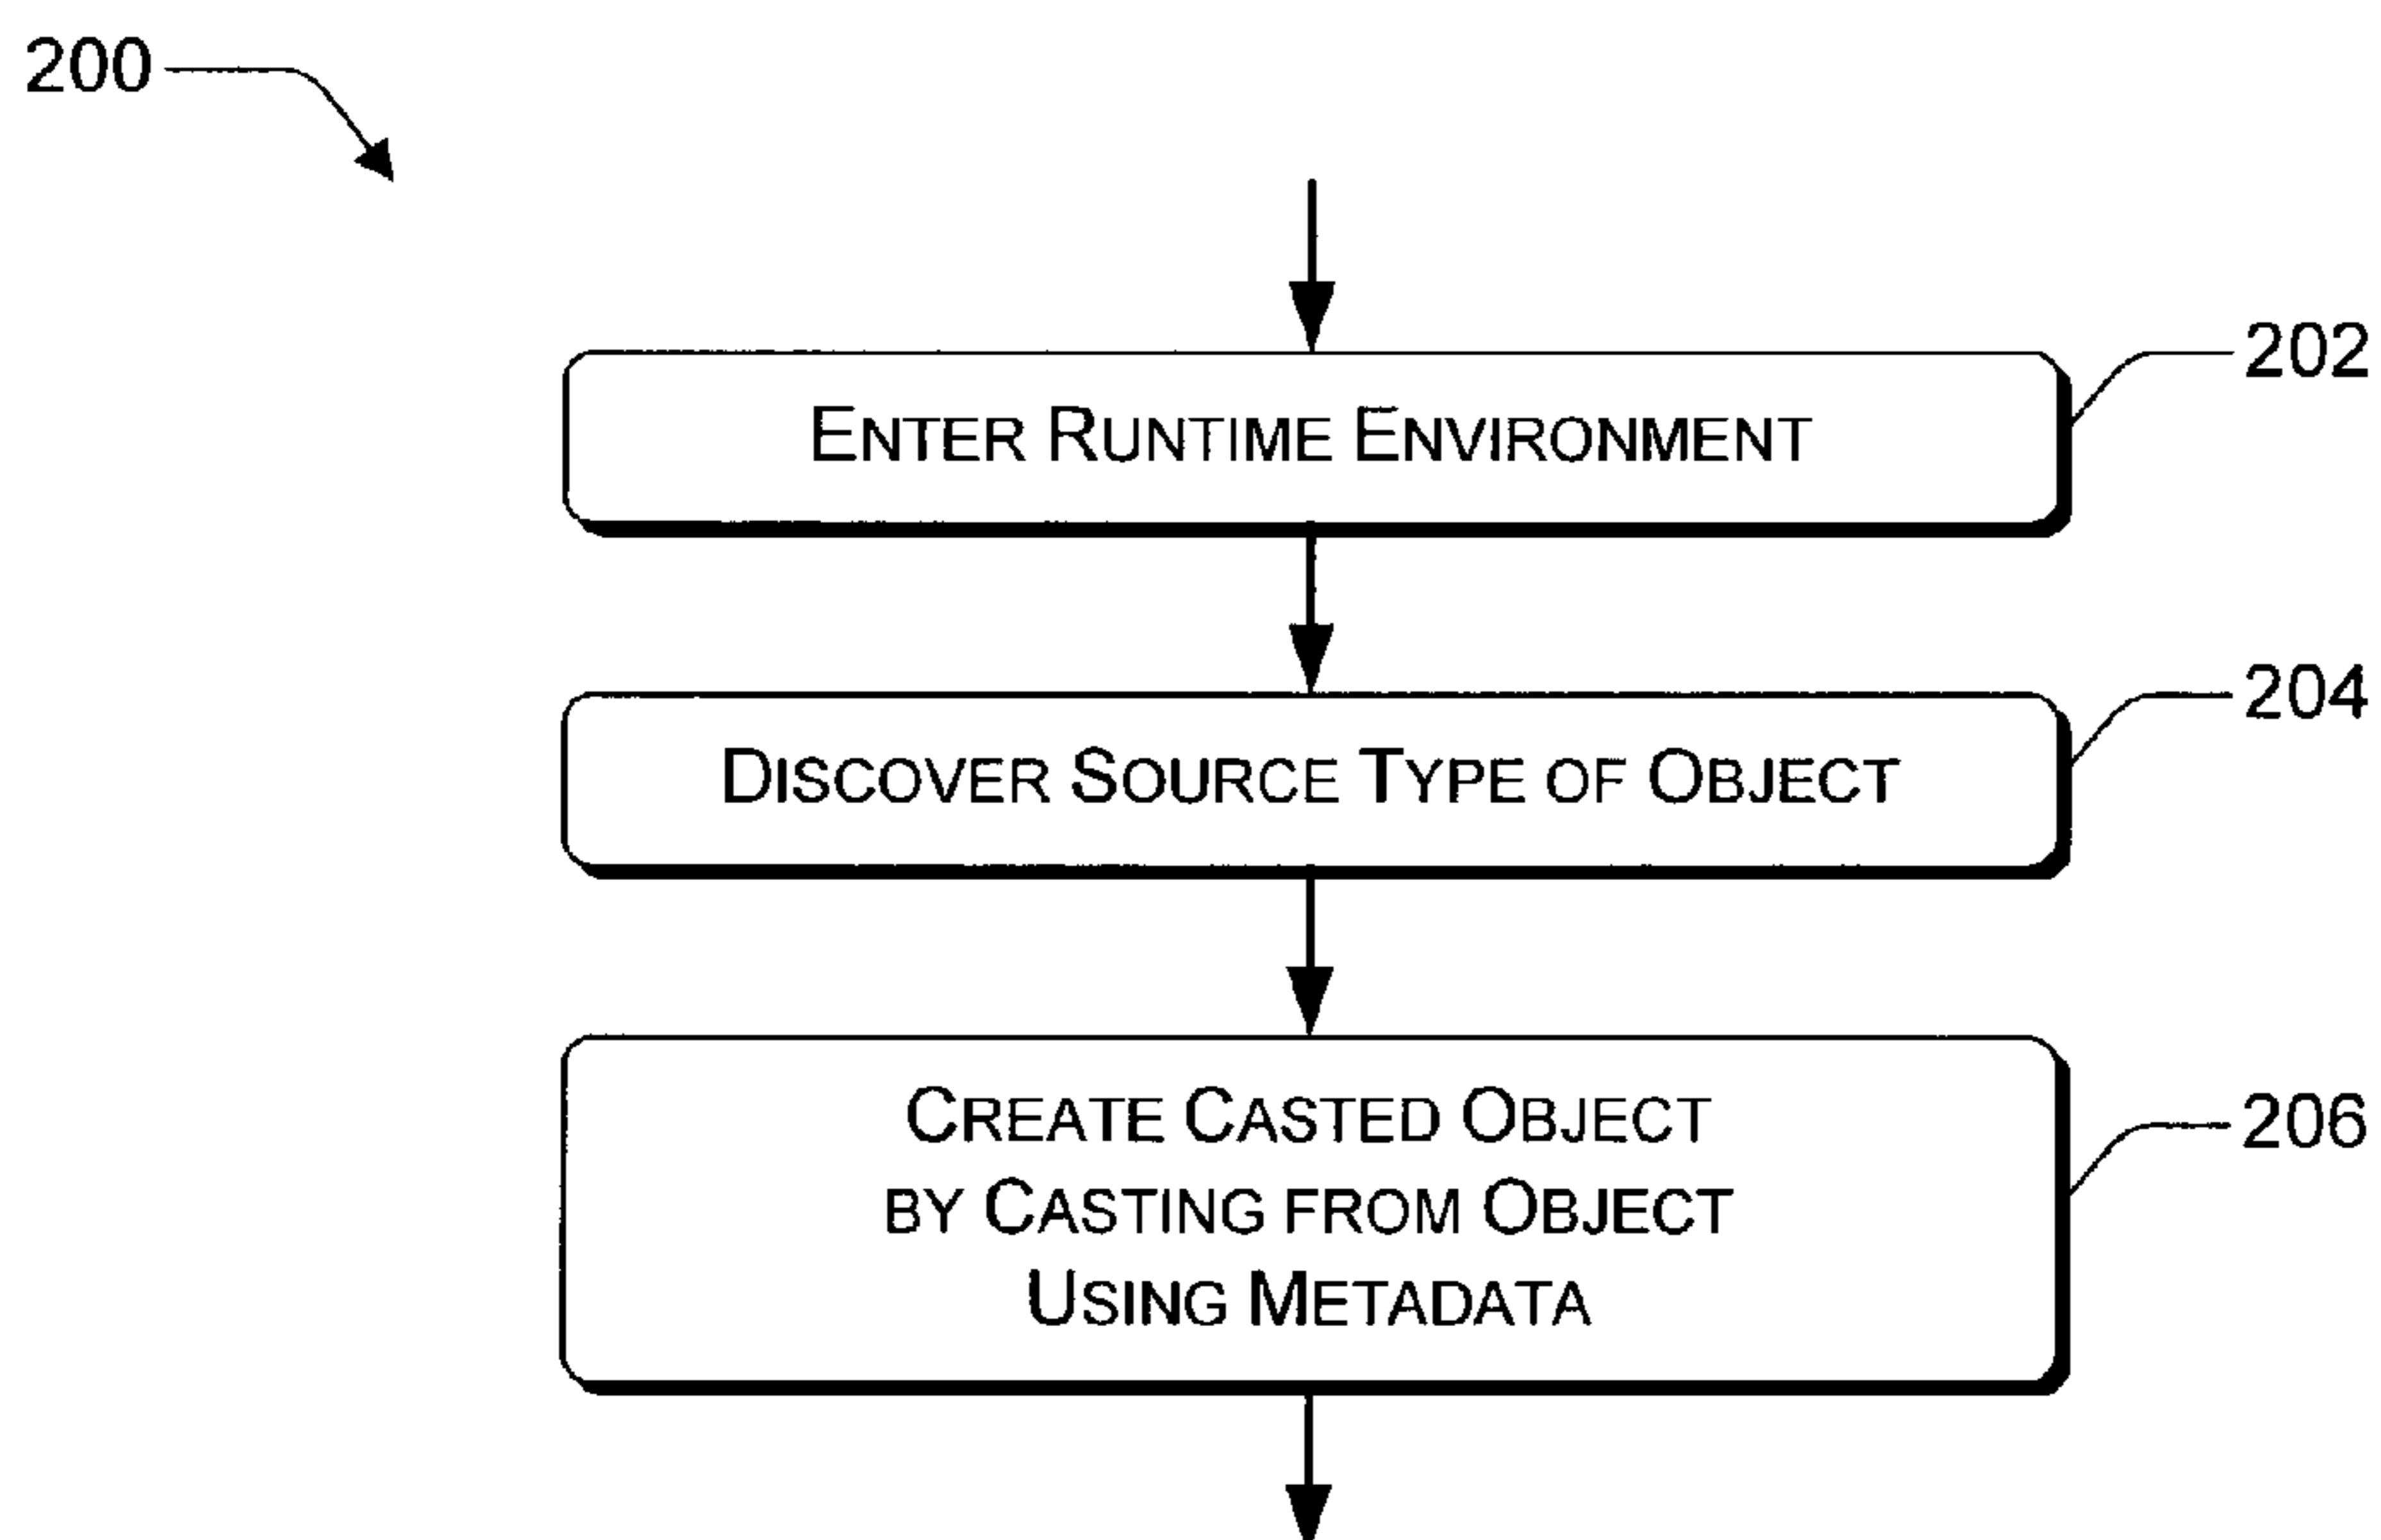 200
202
ENTER RUNTIME ENVIRONMENT
204
DISCOVER SOURCE TYPE OF OBJECT
CREATE CASTED OBJECT
206
BY CASTING FROM OBJECT
USING METADATA